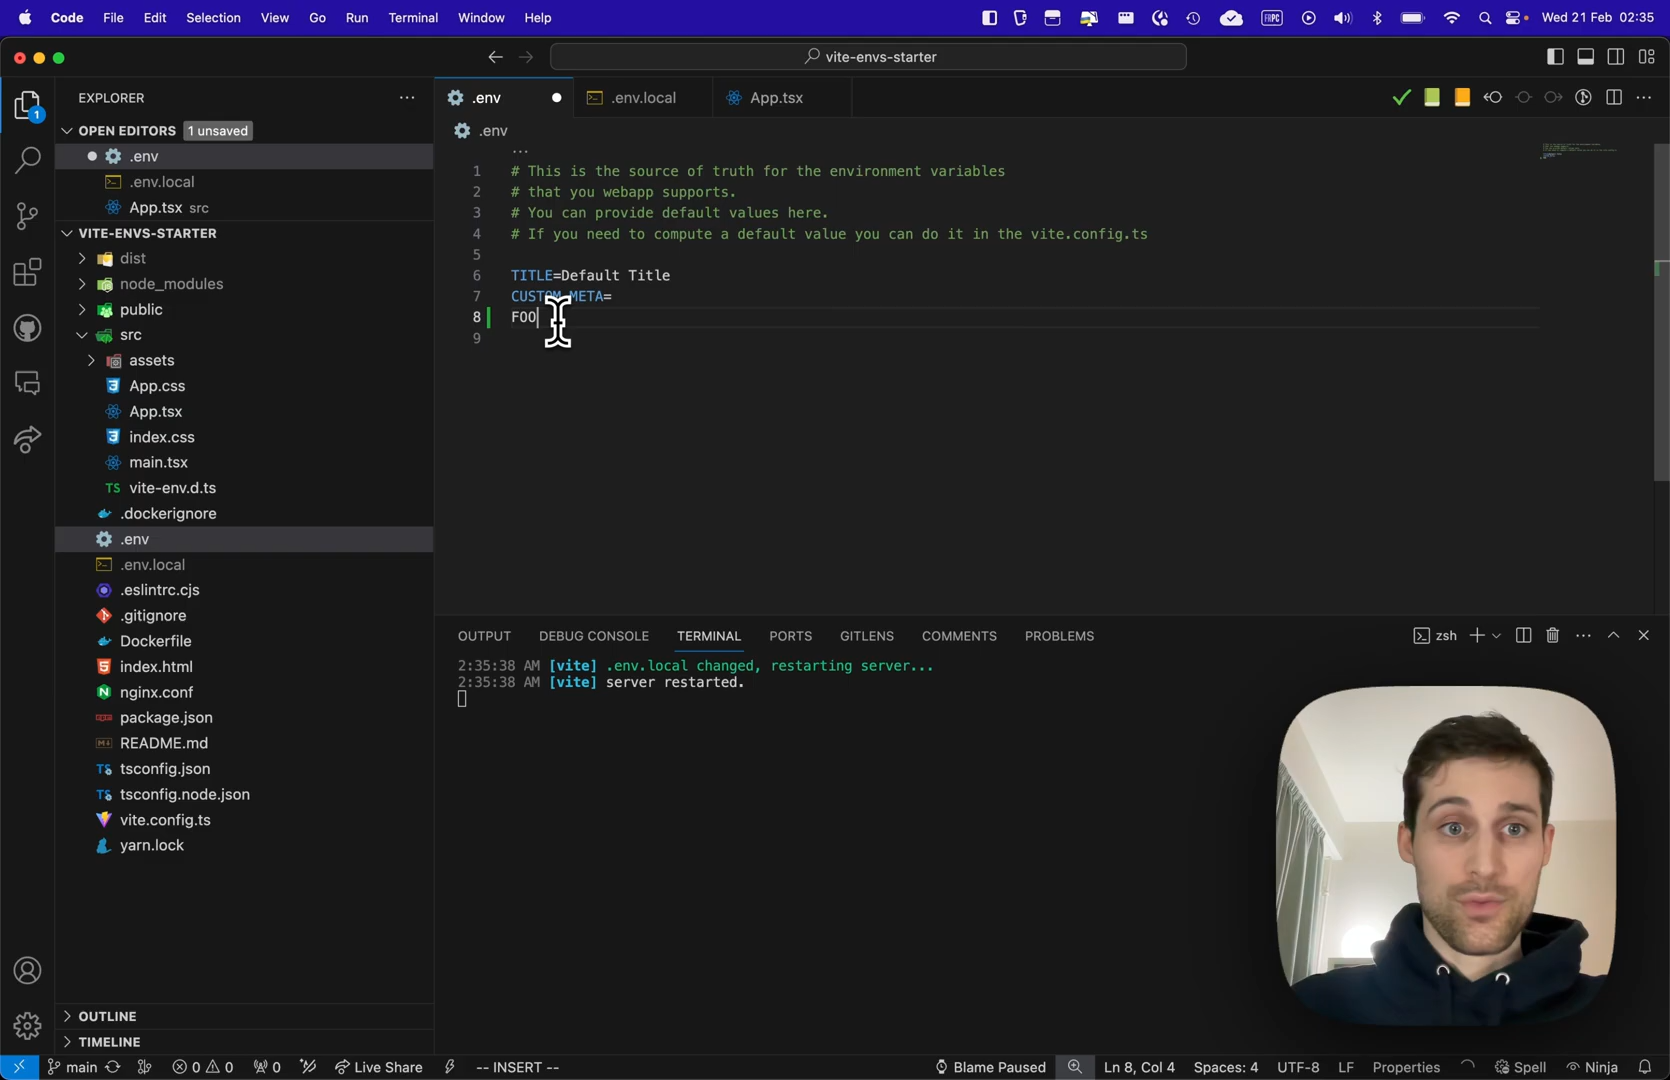 Code File Edit Selection View Go Run Terminal Window Help FRPC Wed 21 Feb 02:35
vite-envs-starter
EXPLORER
1
OPEN EDITORS 1 unsaved
.env
.env.local
App.tsx src
VITE-ENVS-STARTER
dist
node_modules
public
src
assets
App.css
App.tsx
index.css
main.tsx
TS vite-env.d.ts
.dockerignore
.env
.env.local
.eslintrc.cjs
.gitignore
Dockerfile
index.html
nginx.conf
package.json
README.md
tsconfig.json
tsconfig.node.json
vite.config.ts
yarn.lock
OUTLINE
TIMELINE
.env .env.local App.tsx
.env
1 # This is the source of truth for the environment variables
2 # that you webapp supports.
3 # You can provide default values here.
4 # If you need to compute a default value you can do it in the vite.config.ts
5
6 TITLE=Default Title
7 CUSTOM_META=
8 FOO
9
OUTPUT DEBUG CONSOLE TERMINAL PORTS GITLENS COMMENTS PROBLEMS zsh
2:35:38 AM [vite] .env.local changed, restarting server...
2:35:38 AM [vite] server restarted.
main 0 0 0 Live Share -- INSERT -- Blame Paused Ln 8, Col 4 Spaces: 4 UTF-8 LF Properties Spell Ninja